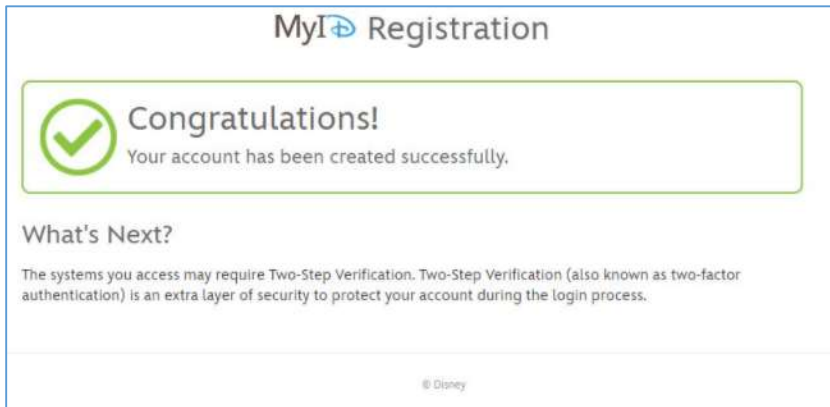 MyID Registration
Congratulations!
Your account has been created successfully.
What's Next?
The systems you access may require Two-Step Verification. Two-Step Verification (also known as two-factor
authentication) is an extra layer of security to protect your account during the login process.
© Disney